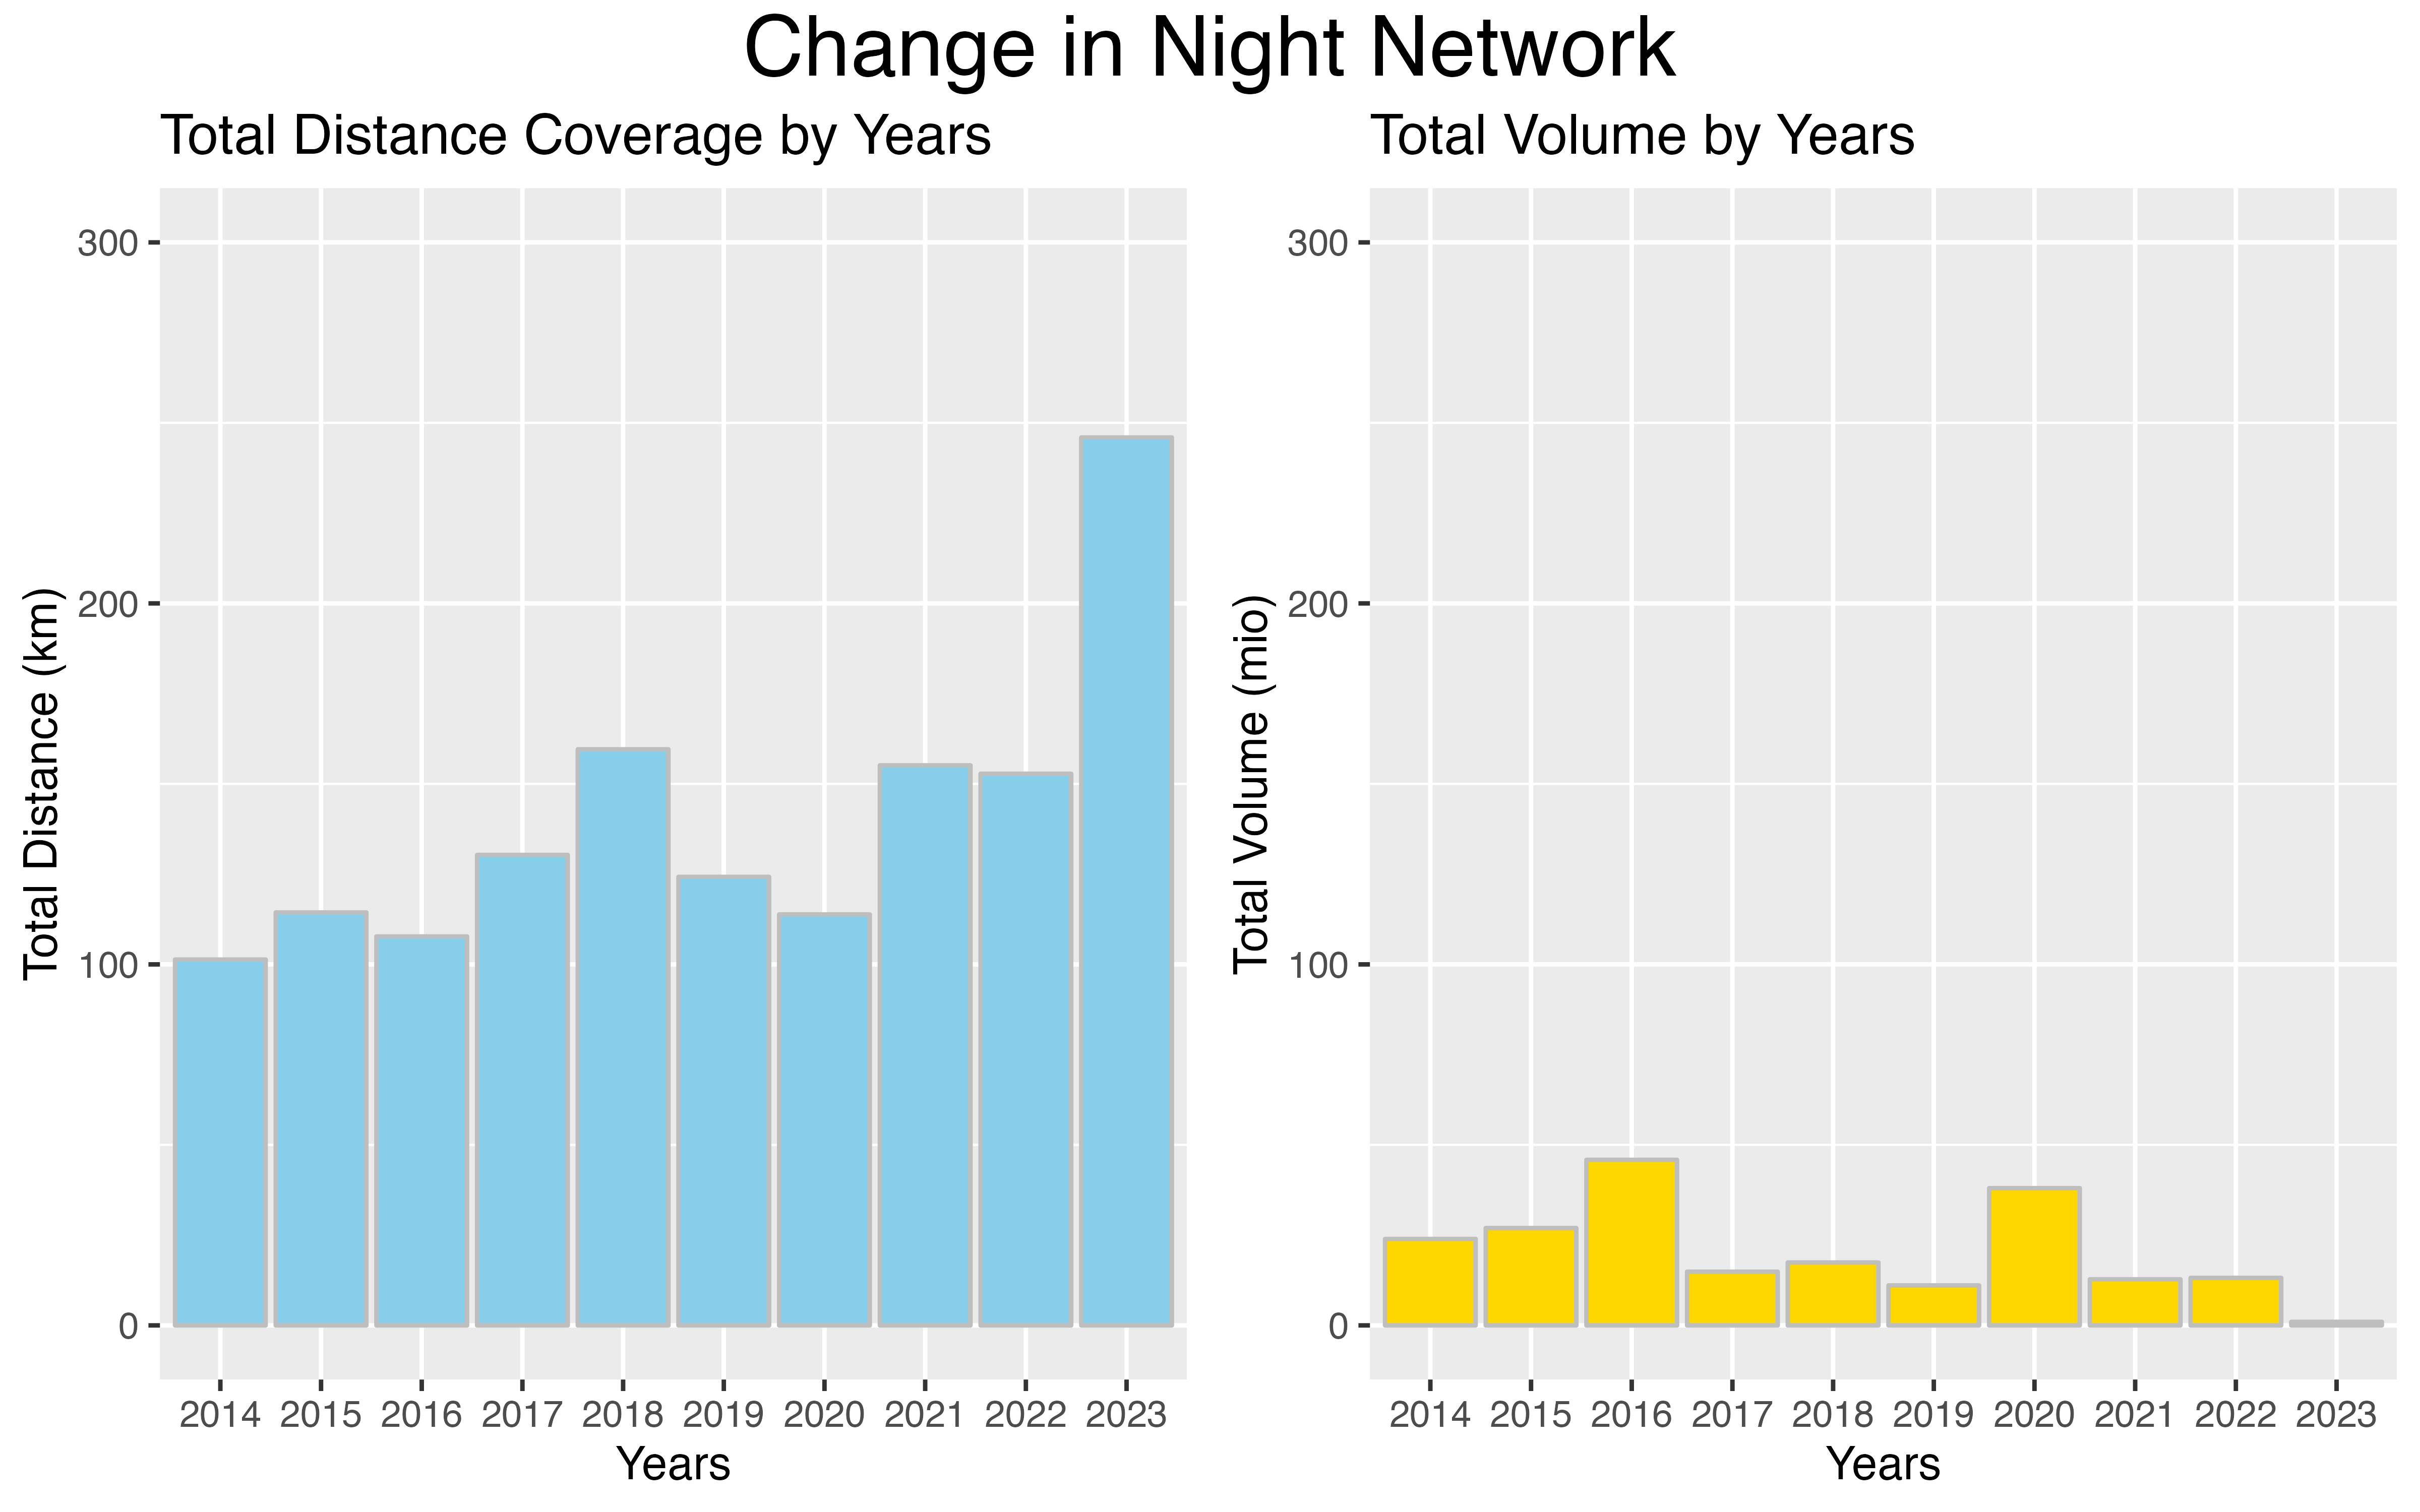 Change in Night Network
Total Distance Coverage by Years
Total Distance (km)
300
200
100
0
2014 2015 2016 2017 2018 2019 2020 2021 2022 2023
Years
Total Volume by Years
Total Volume (mio)
300
200
100
0
2014 2015 2016 2017 2018 2019 2020 2021 2022 2023
Years